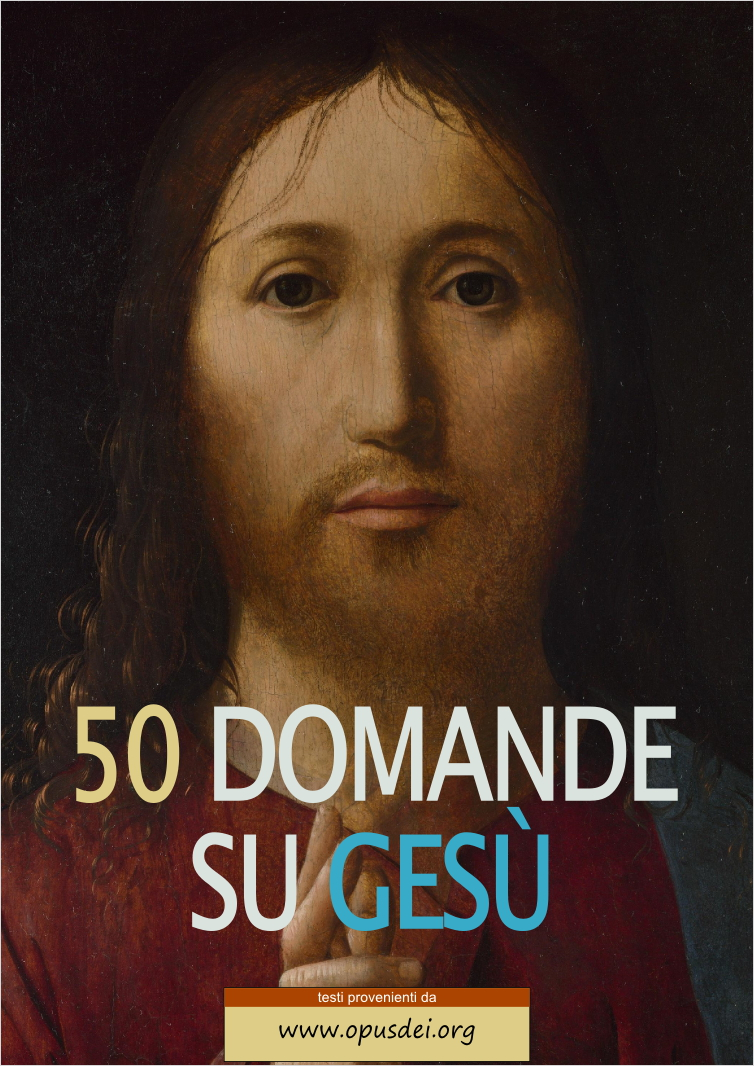 50 DOMANDE
SU GESÙ
testi provenienti da
www.opusdei.org